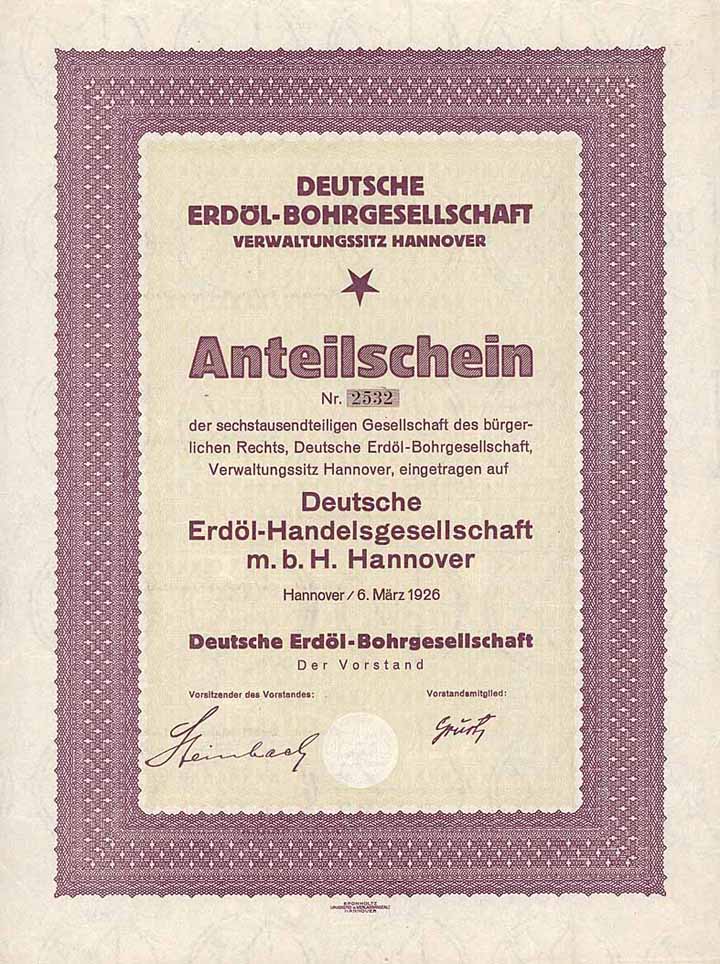 DEUTSCHE
ERDÖL-BOHRGESELLSCHAFT
VERWALTUNGSSITZ HANNOVER
Anteilschein
Nr. 2532
der sechstausendteiligen Gesellschaft des bürger-
lichen Rechts, Deutsche Erdöl-Bohrgesellschaft,
Verwaltungssitz Hannover, eingetragen auf
Deutsche
Erdöl-Handelsgesellschaft
m. b. H. Hannover
Hannover / 6. März 1926
Deutsche Erdöl-Bohrgesellschaft
Der Vorstand
Vorsitzender des Vorstandes: Vorstandsmitglied:
Steinbach
HANNOVER